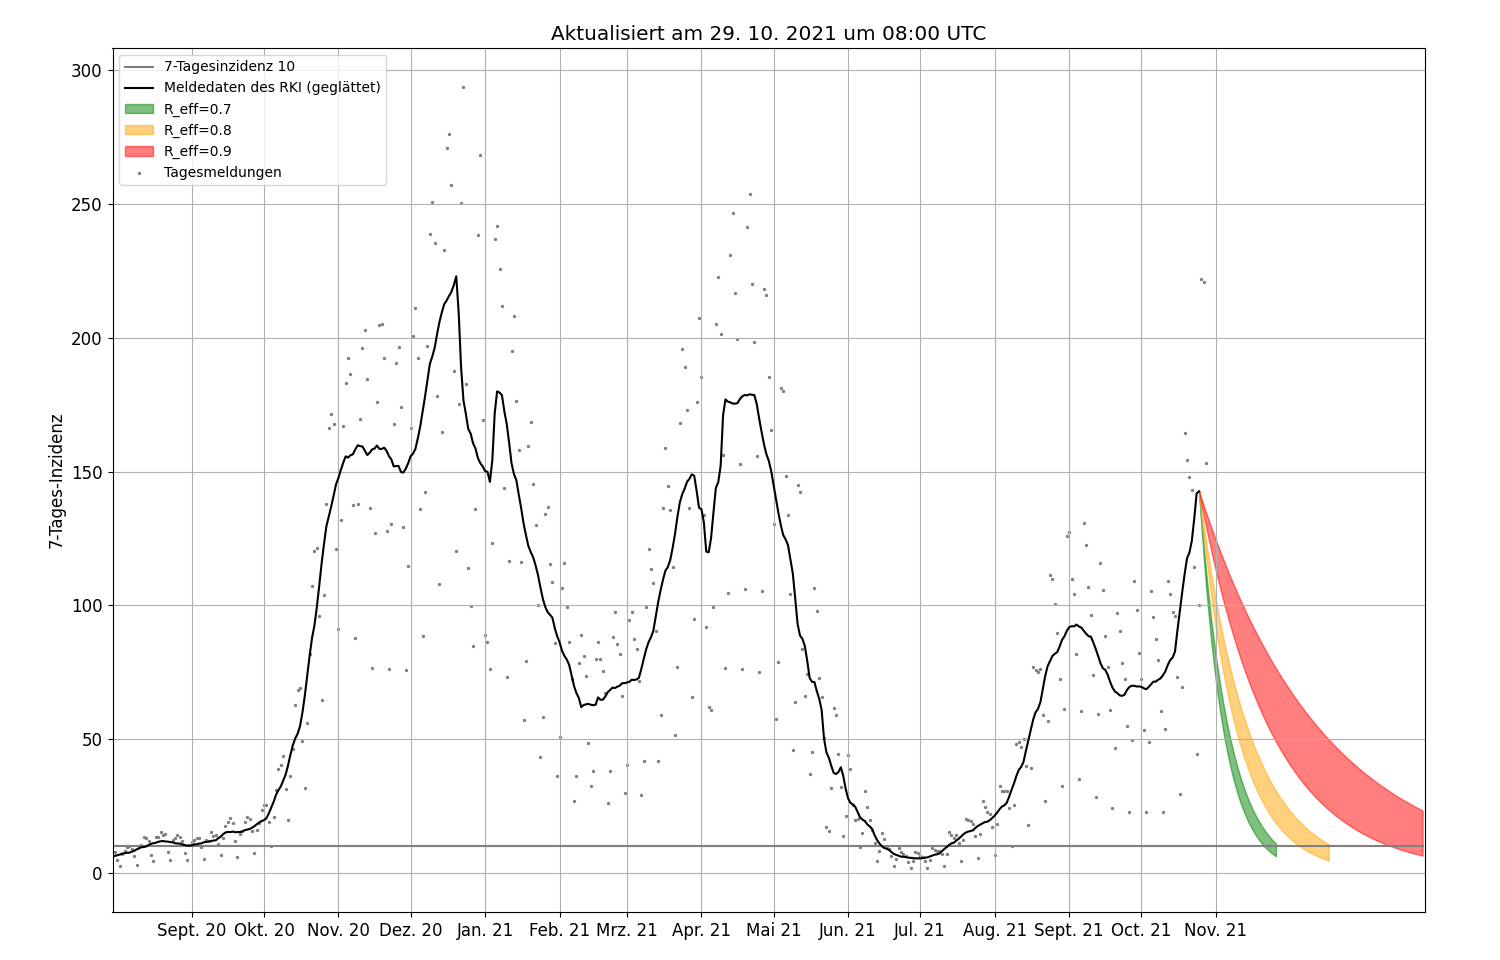 Aktualisiert am 29. 10. 2021 um 08:00 UTC
7-Tagesinzidenz 10
Meldedaten des RKI (geglättet)
R_eff=0.7
R_eff=0.8
R_eff=0.9
Tagesmeldungen
7-Tages-Inzidenz
300
250
200
150
100
50
0
Sept. 20 Okt. 20 Nov. 20 Dez. 20 Jan. 21 Feb. 21 Mrz. 21 Apr. 21 Mai 21 Jun. 21 Jul. 21 Aug. 21 Sept. 21 Oct. 21 Nov. 21